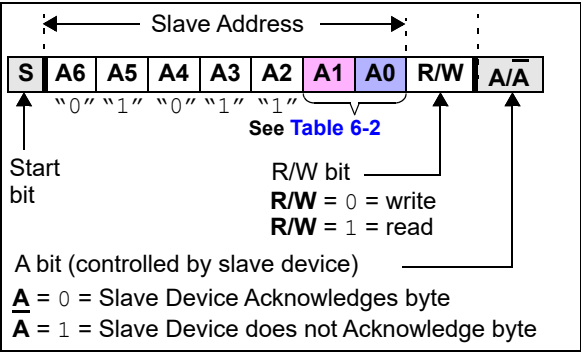 Slave Address
S A6 A5 A4 A3 A2 A1 A0 R/W A/A̅
“0” “1” “0” “1” “1”
See Table 6-2
Start
bit
R/W bit
R/W = 0 = write
R/W = 1 = read
A bit (controlled by slave device)
A = 0 = Slave Device Acknowledges byte
A̅ = 1 = Slave Device does not Acknowledge byte